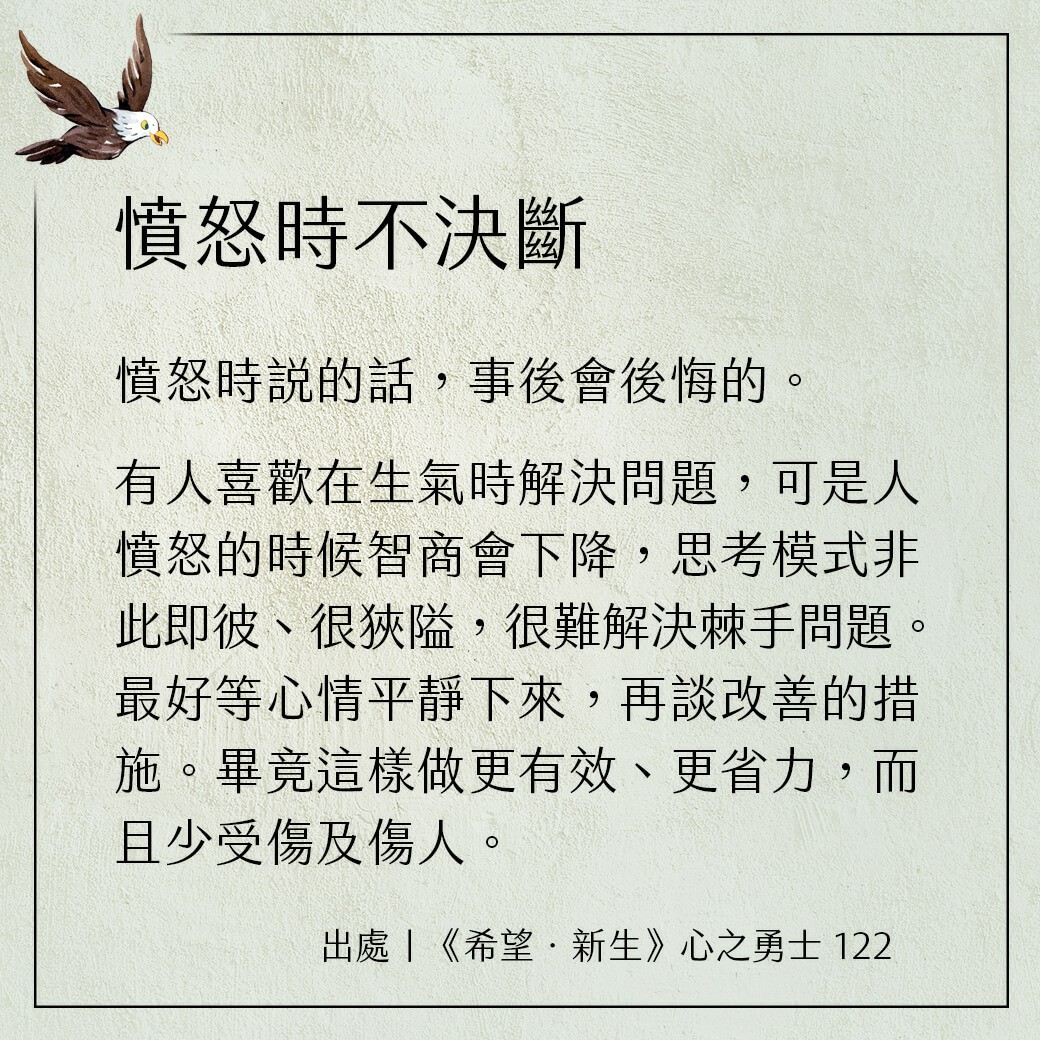 憤怒時不決斷
憤怒時説的話，事後會後悔的。
有人喜歡在生氣時解決問題，可是人
憤怒的時候智商會下降，思考模式非
此即彼、很狹隘，很難解決棘手問題。
最好等心情平靜下來，再談改善的措
施。畢竟這樣做更有效、更省力，而
且少受傷及傷人。
出處｜《希望．新生》心之勇士 122